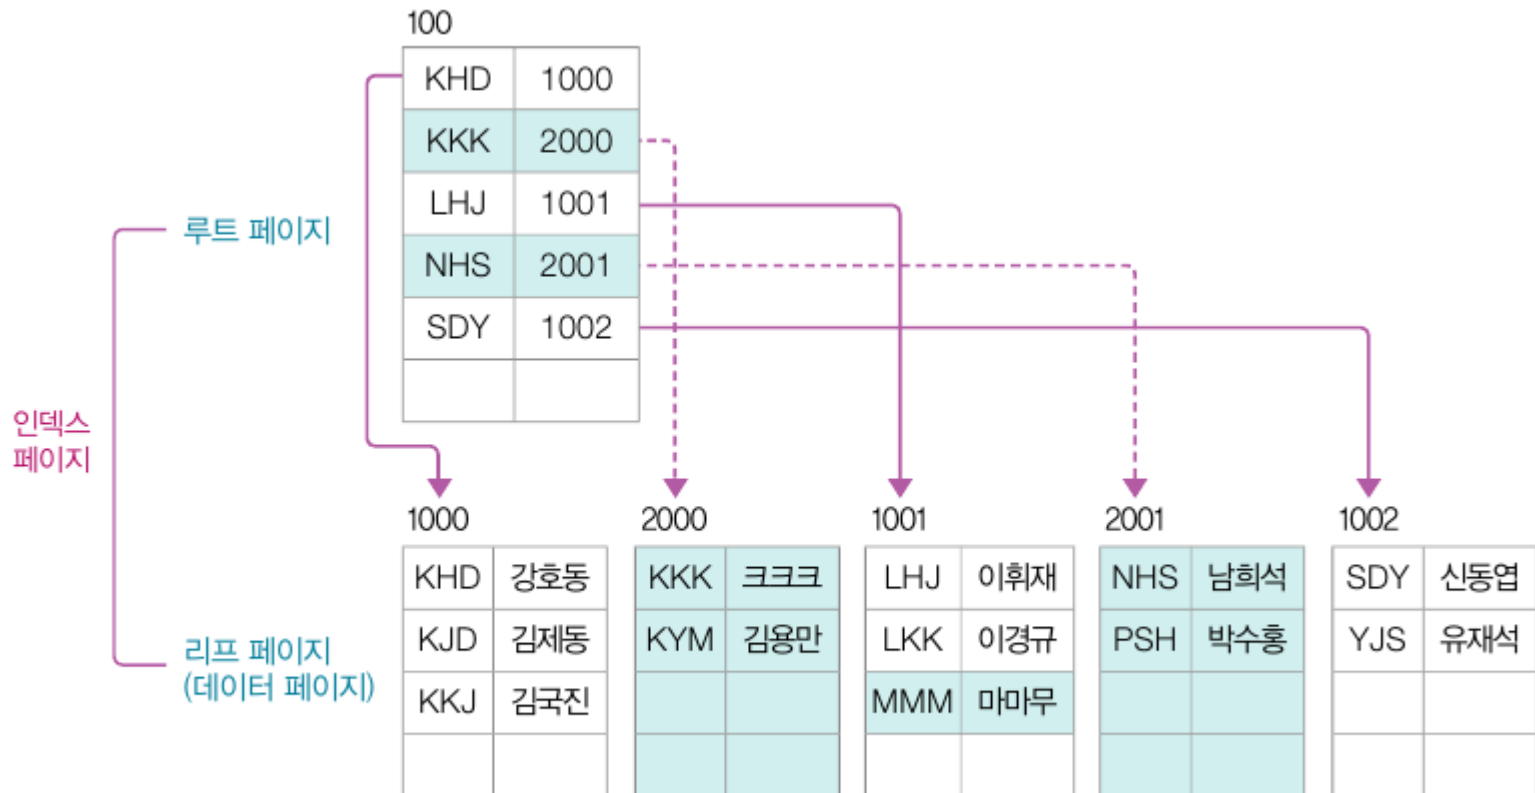 100
KHD 1000
KKK 2000
LHJ 1001
루트 페이지
NHS 2001
SDY 1002
인덱스
페이지
1000 2000 1001 2001 1002
KHD 강호동 KKK 크크크 LHJ 이휘재 NHS 남희석 SDY 신동엽
리프 페이지
(데이터 페이지)
KJD 김제동 KYM 김용만 LKK 이경규 PSH 박수홍 YJS 유재석
KKJ 김국진 MMM 마마무